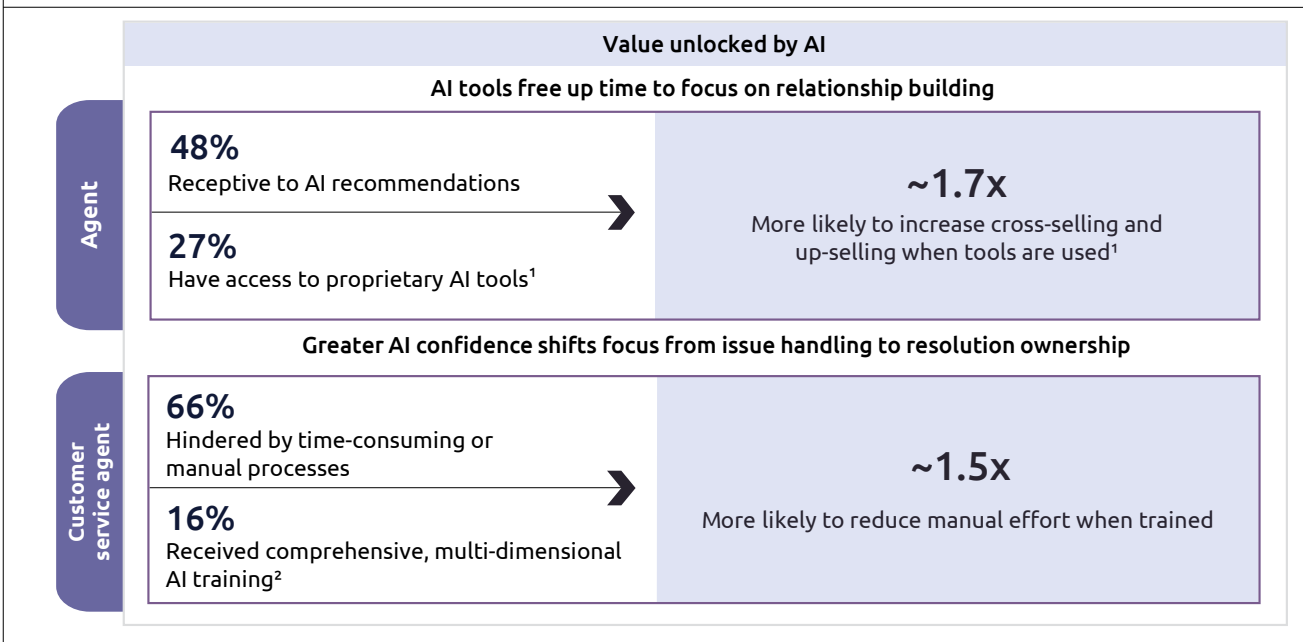 Value unlocked by AI
AI tools free up time to focus on relationship building
Agent
48%
Receptive to AI recommendations
27%
Have access to proprietary AI tools¹
~1.7x
More likely to increase cross-selling and
up-selling when tools are used¹
Greater AI confidence shifts focus from issue handling to resolution ownership
Customer
service agent
66%
Hindered by time-consuming or
manual processes
16%
Received comprehensive, multi-dimensional
AI training²
~1.5x
More likely to reduce manual effort when trained